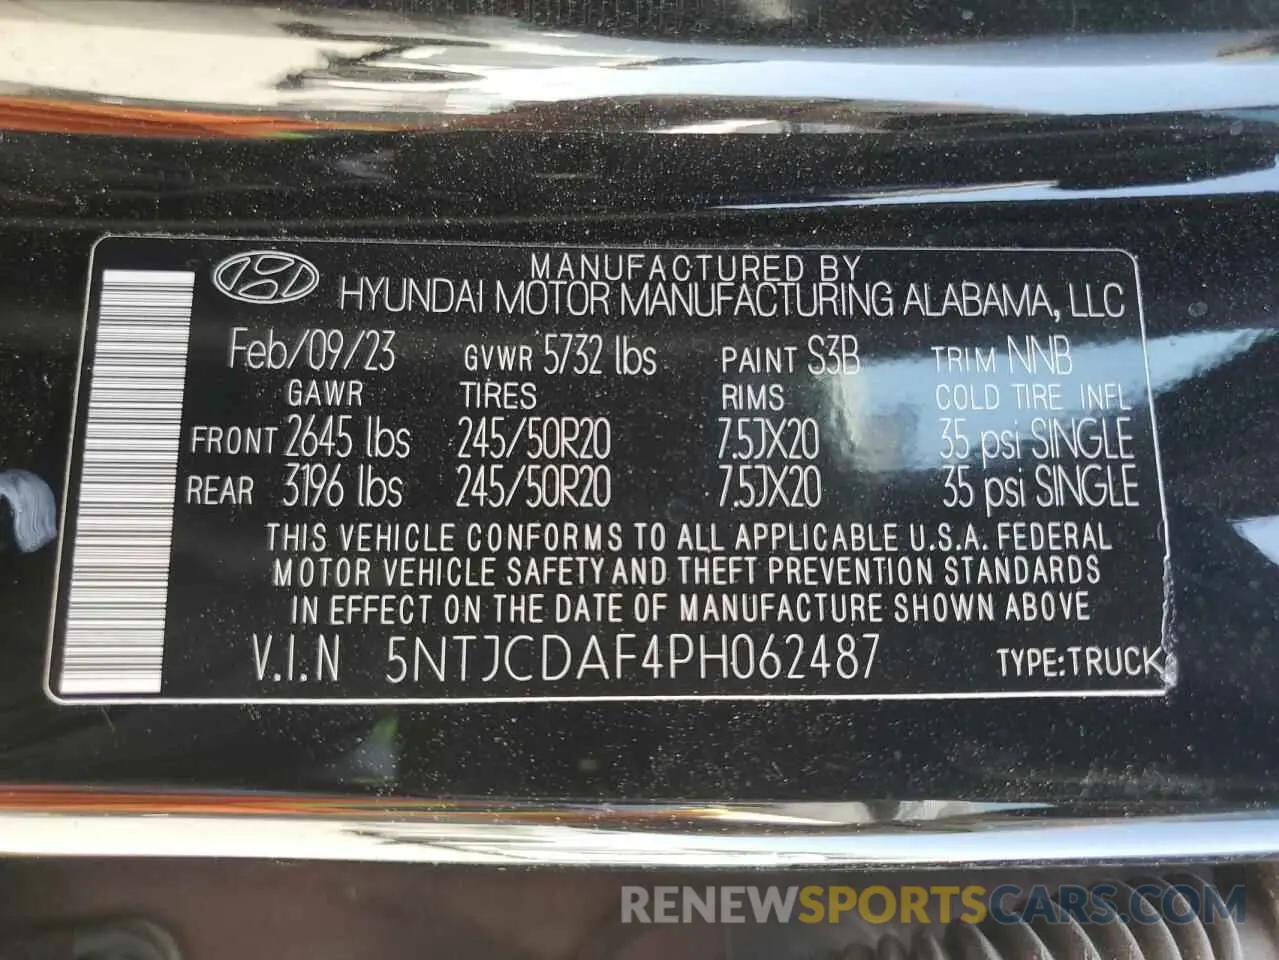 MANUFACTURED BY
HYUNDAI MOTOR MANUFACTURING ALABAMA, LLC
Feb/09/23 GVWR 5732 lbs PAINT S3B TRIM NNB
GAWR TIRES RIMS COLD TIRE INFL
FRONT 2645 lbs 245/50R20 7.5JX20 35 psi SINGLE
REAR 3196 lbs 245/50R20 7.5JX20 35 psi SINGLE
THIS VEHICLE CONFORMS TO ALL APPLICABLE U.S.A. FEDERAL
MOTOR VEHICLE SAFETY AND THEFT PREVENTION STANDARDS
IN EFFECT ON THE DATE OF MANUFACTURE SHOWN ABOVE
V.I.N 5NTJCDAF4PH062487 TYPE:TRUCK
RENEWSPORTSCARS.COM